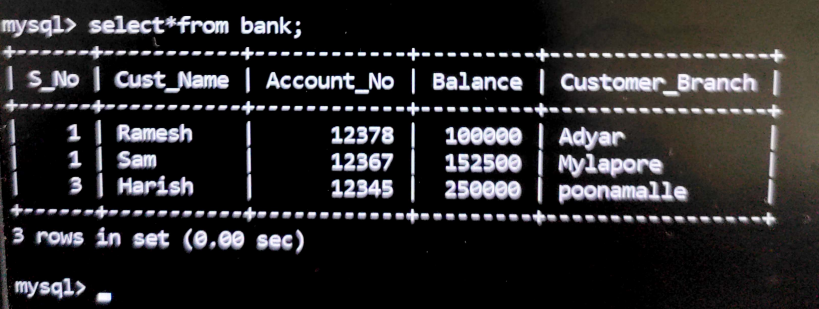 mysql> select*from bank;
+------+-----------+------------+---------+-----------------+
| S_No | Cust_Name | Account_No | Balance | Customer_Branch |
+------+-----------+------------+---------+-----------------+
| 1 | Ramesh | 12378 | 100000 | Adyar |
| 1 | Sam | 12367 | 152500 | Mylapore |
| 3 | Harish | 12345 | 250000 | poonamalle |
+------+-----------+------------+---------+-----------------+
3 rows in set (0.00 sec)
mysql> _